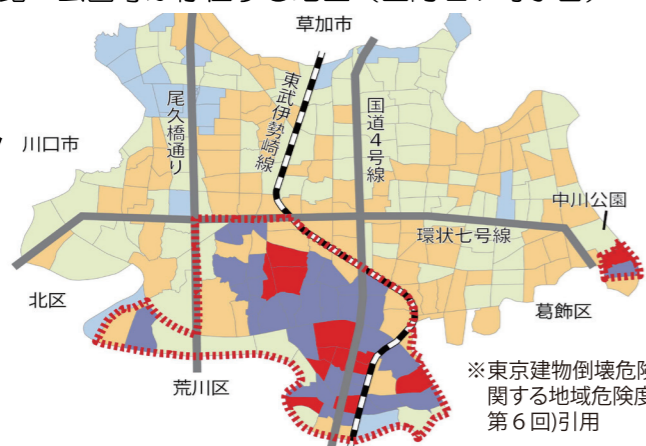 草加市
川口市
尾久橋通り
東武伊勢崎線
国道4号線
中川公園
環状七号線
北区
葛飾区
荒川区
※東京建物倒壊危険
関する地域危険度
第6回)引用